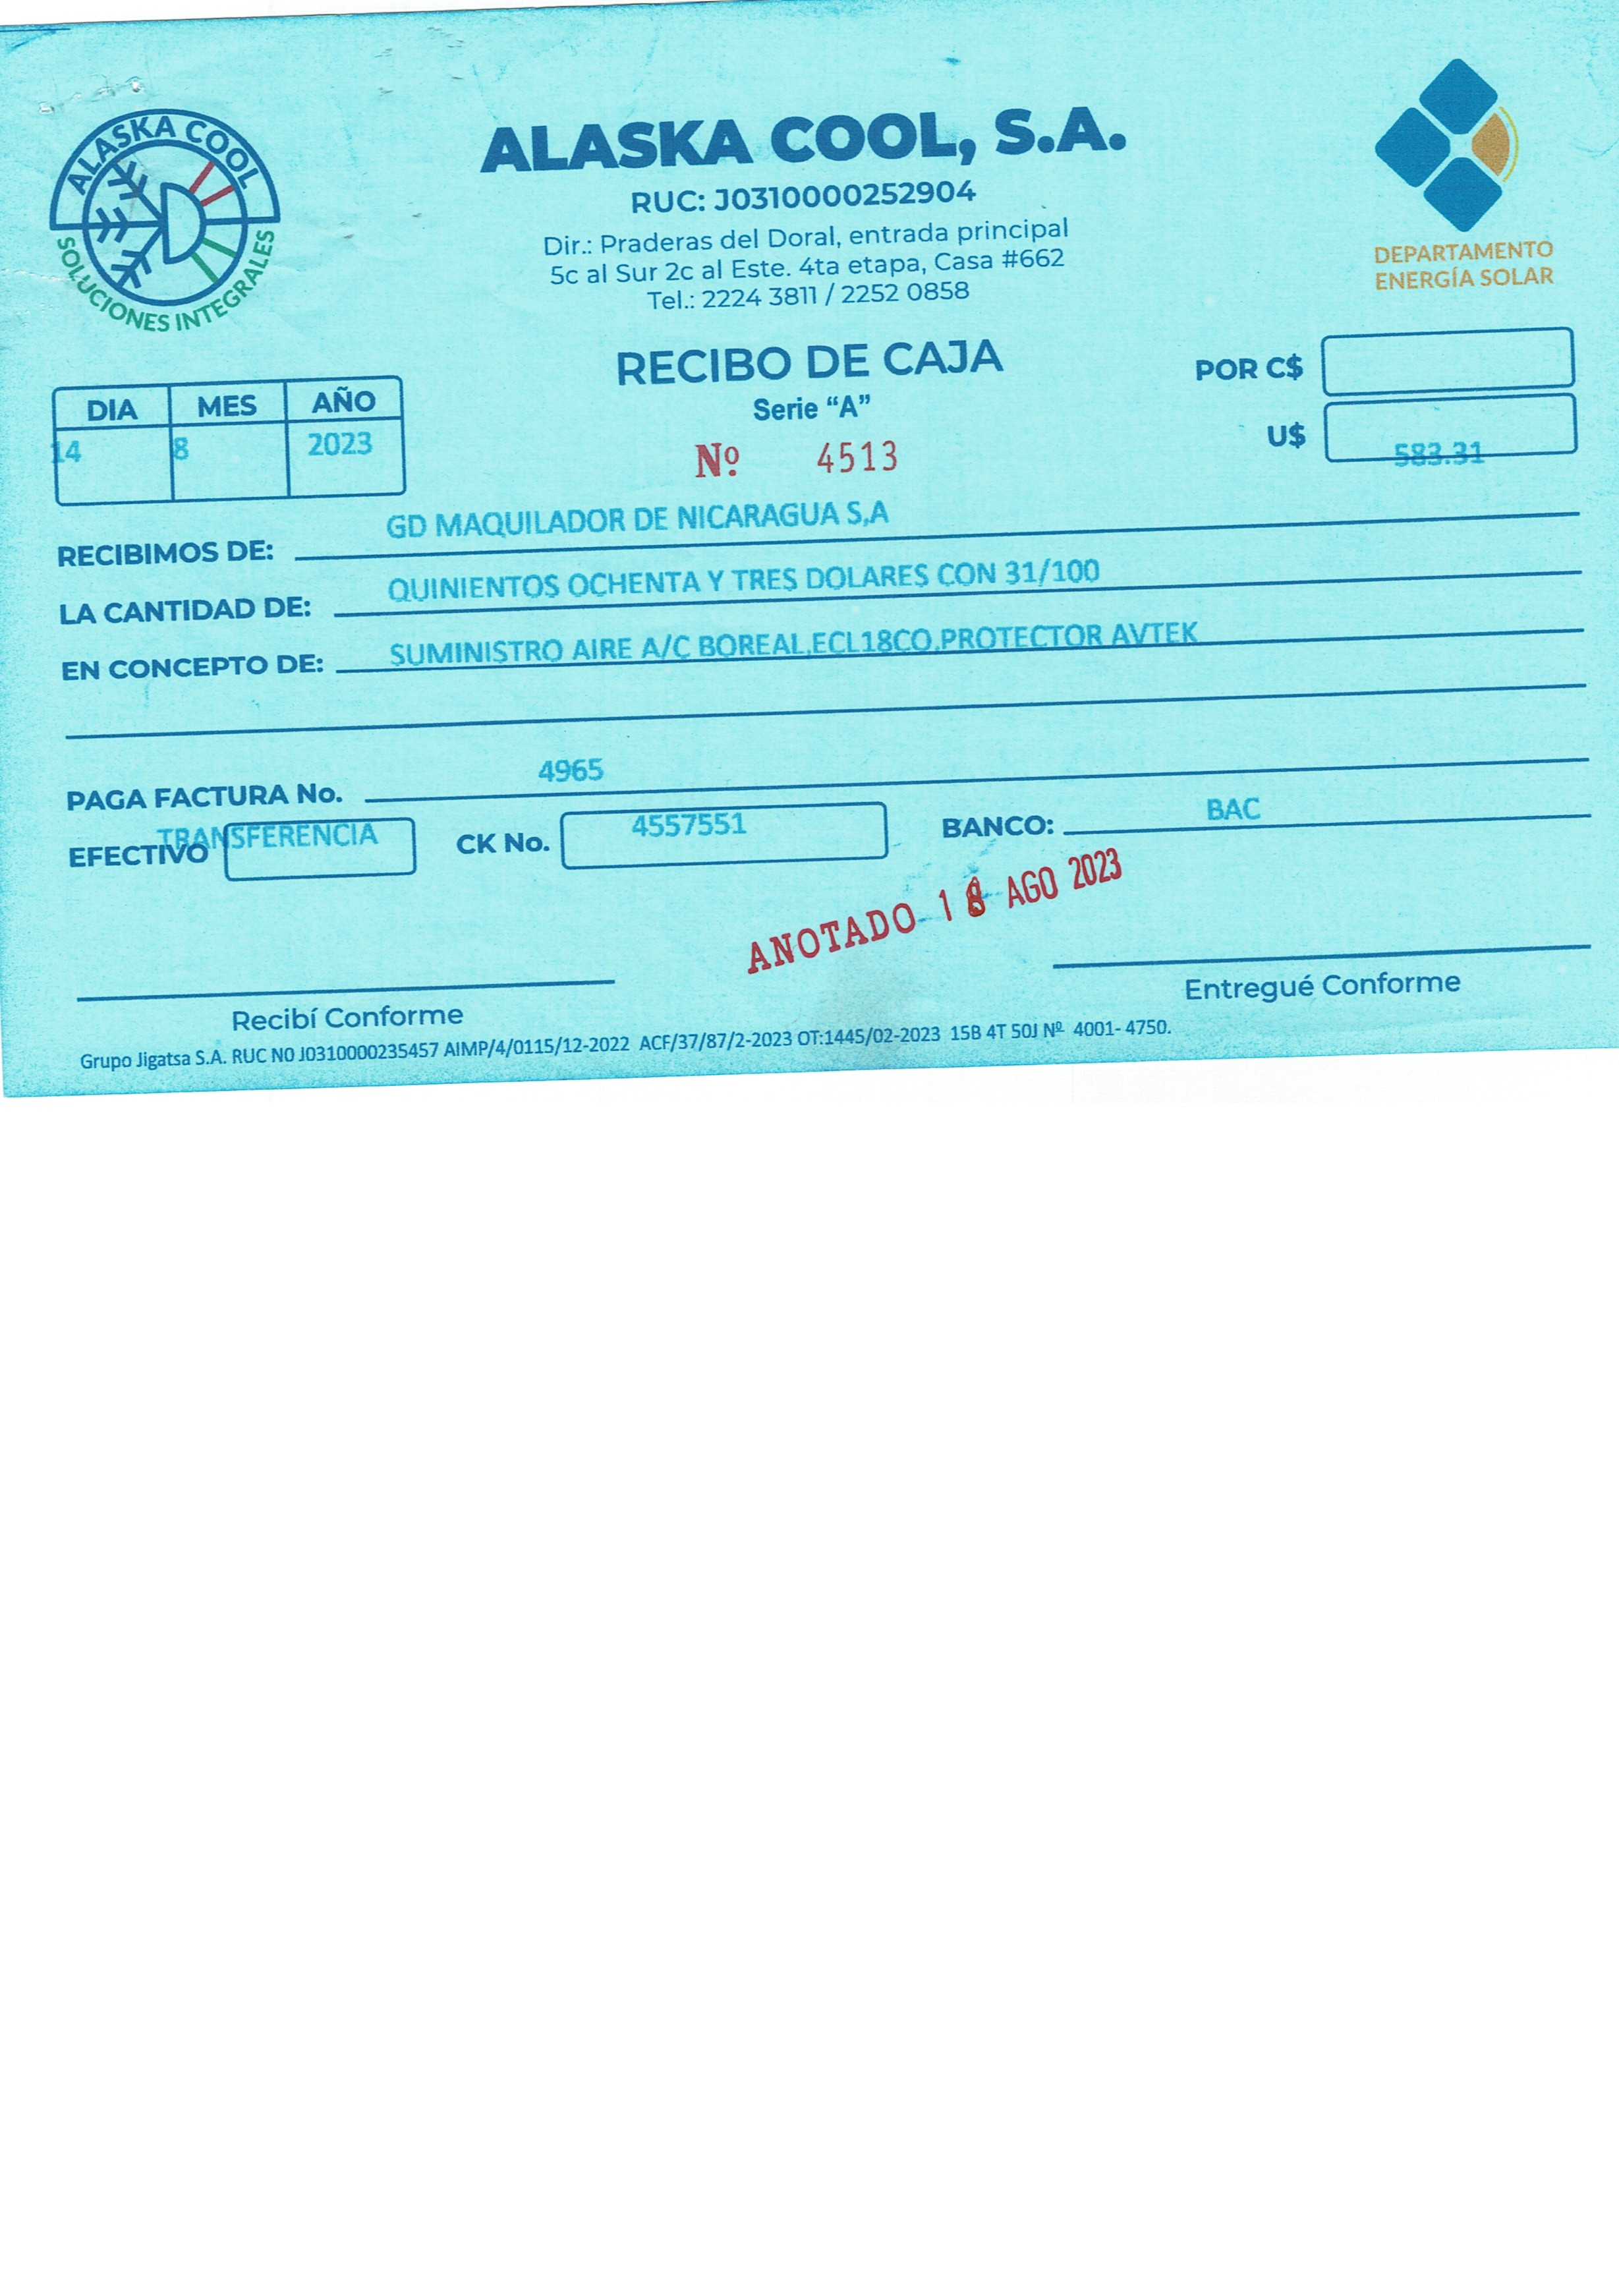 ALASKA COOL
SOLUCIONES INTEGRALES
ALASKA COOL, S.A.
RUC: J0310000252904
Dir.: Praderas del Doral, entrada principal
5c al Sur 2c al Este. 4ta etapa, Casa #662
Tel.: 2224 3811 / 2252 0858
DEPARTAMENTO
ENERGÍA SOLAR
RECIBO DE CAJA
Serie “A”
Nº 4513
POR C$
U$ 583.31
DIA MES AÑO
14 8 2023
RECIBIMOS DE: GD MAQUILADOR DE NICARAGUA S,A
LA CANTIDAD DE: QUINIENTOS OCHENTA Y TRES DOLARES CON 31/100
EN CONCEPTO DE: SUMINISTRO AIRE A/C BOREAL,ECL18CO,PROTECTOR AVTEK
PAGA FACTURA No. 4965
EFECTIVO TRANSFERENCIA CK No. 4557551 BANCO: BAC
ANOTADO 18 AGO 2023
Recibí Conforme
Entregué Conforme
Grupo Jigatsa S.A. RUC N0 J0310000235457 AIMP/4/0115/12-2022 ACF/37/87/2-2023 OT:1445/02-2023 15B 4T 50J Nº 4001- 4750.